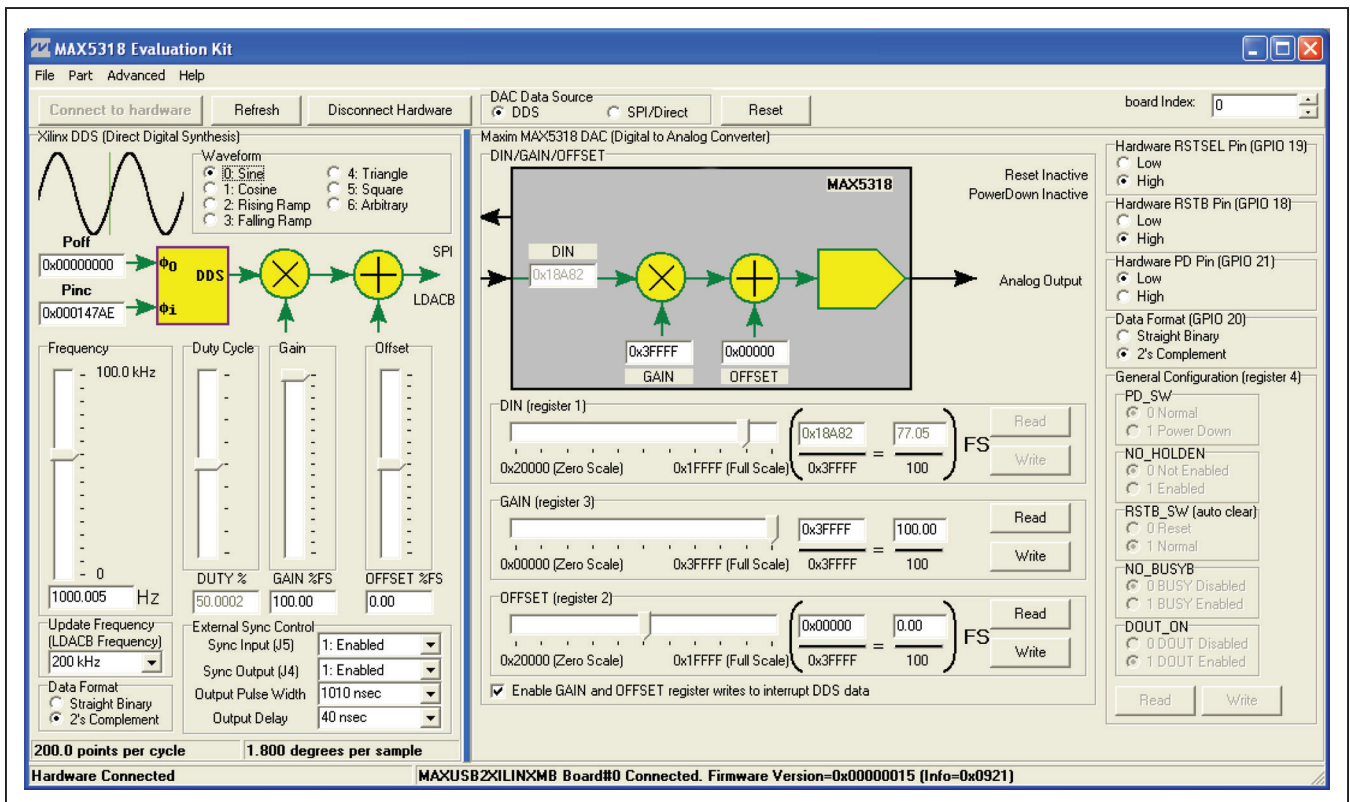 MAX5318 Evaluation Kit
File Part Advanced Help
Connect to hardware
Refresh
Disconnect Hardware
DAC Data Source
DDS
SPI/Direct
Reset
board Index:
0
Xilinx DDS (Direct Digital Synthesis)
Waveform
0: Sine
1: Cosine
2: Rising Ramp
3: Falling Ramp
4: Triangle
5: Square
6: Arbitrary
Poff
0x00000000
Pinc
0x000147AE
Φ0
Φi
DDS
SPI
LDACB
Frequency
100.0 kHz
0
1000.005 Hz
Duty Cycle
DUTY %
50.0002
Gain
GAIN %FS
100.00
Offset
OFFSET %FS
0.00
Update Frequency
(LDACB Frequency)
200 kHz
Data Format
Straight Binary
2's Complement
External Sync Control
Sync Input (J5) 1: Enabled
Sync Output (J4) 1: Enabled
Output Pulse Width 1010 nsec
Output Delay 40 nsec
200.0 points per cycle
1.800 degrees per sample
Maxim MAX5318 DAC (Digital to Analog Converter)
DIN/GAIN/OFFSET
MAX5318
Reset Inactive
PowerDown Inactive
DIN
0x18A82
Analog Output
0x3FFFF
GAIN
0x00000
OFFSET
DIN (register 1)
0x20000 (Zero Scale)
0x1FFFF (Full Scale)
0x18A82
0x3FFFF
=
77.05
100
FS
Read
Write
GAIN (register 3)
0x00000 (Zero Scale)
0x3FFFF (Full Scale)
0x3FFFF
0x3FFFF
=
100.00
100
Read
Write
OFFSET (register 2)
0x20000 (Zero Scale)
0x1FFFF (Full Scale)
0x00000
0x3FFFF
=
0.00
100
FS
Read
Write
Enable GAIN and OFFSET register writes to interrupt DDS data
Hardware RSTSEL Pin (GPIO 19)
Low
High
Hardware RSTB Pin (GPIO 18)
Low
High
Hardware PD Pin (GPIO 21)
Low
High
Data Format (GPIO 20)
Straight Binary
2's Complement
General Configuration (register 4)
PD_SW
0 Normal
1 Power Down
NO_HOLDEN
0 Not Enabled
1 Enabled
RSTB_SW (auto clear)
0 Reset
1 Normal
NO_BUSYB
0 BUSY Disabled
1 BUSY Enabled
DOUT_ON
0 DOUT Disabled
1 DOUT Enabled
Read
Write
Hardware Connected
MAXUSB2XILINXMB Board#0 Connected. Firmware Version=0x00000015 (Info=0x0921)